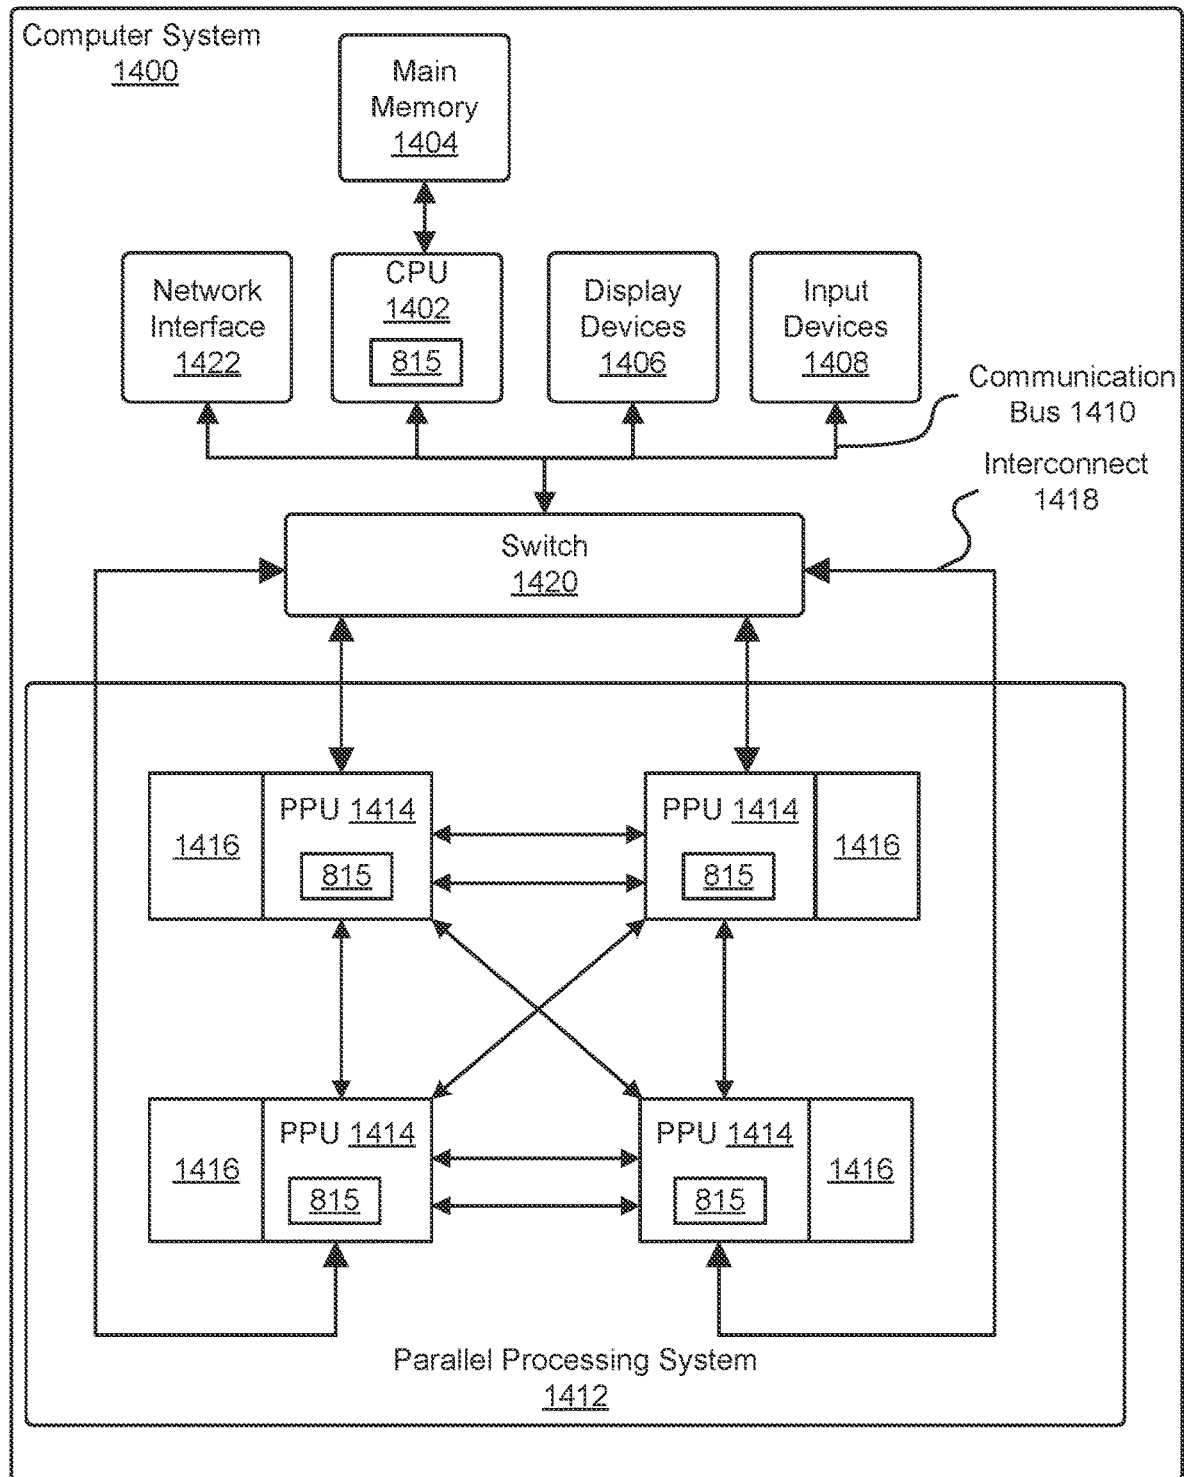 Computer System
1400
Main
Memory
1404
Network
Interface
1422
CPU
1402
815
Display
Devices
1406
Input
Devices
1408
Communication
Bus 1410
Interconnect
1418
Switch
1420
1416
PPU 1414
815
PPU 1414
815
1416
1416
PPU 1414
815
PPU 1414
815
1416
Parallel Processing System
1412